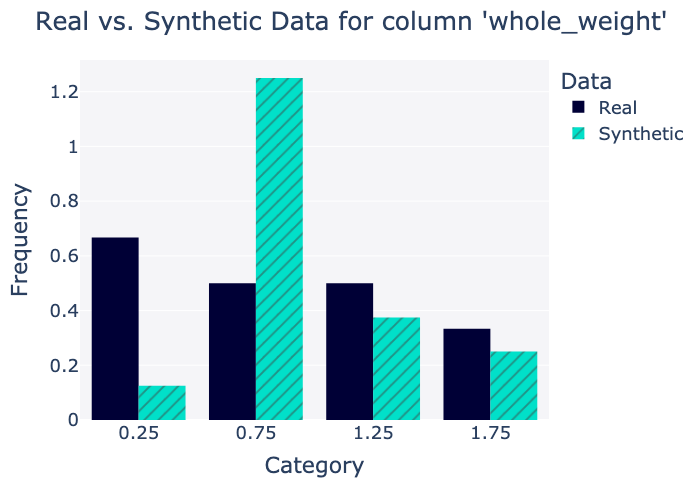 Real vs. Synthetic Data for column 'whole_weight'
Data
Real
Synthetic
Frequency
1.2
1
0.8
0.6
0.4
0.2
0
0.25 0.75 1.25 1.75
Category